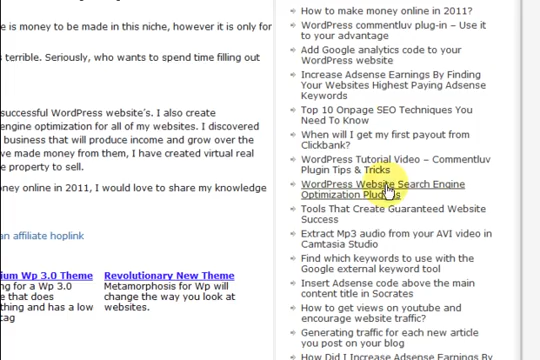 e is money to be made in this niche, however it is only for
s terrible. Seriously, who wants to spend time filling out
successful WordPress website's. I also create
engine optimization for all of my websites. I discovered
business that will produce income and grow over the
ve made money from them, I have created virtual real
e property to sell.
oney online in 2011, I would love to share my knowledge
an affiliate hoplink
ium Wp 3.0 Theme
ng for a Wp 3.0
e that does
ything and has a low
tag
Revolutionary New Theme
Metamorphosis for Wp will
change the way you look at
websites.
How to make money online in 2011?
WordPress commentluv plug-in – Use it
to your advantage
Add Google analytics code to your
WordPress website
Increase Adsense Earnings By Finding
Your Websites Highest Paying Adsense
Keywords
Top 10 Onpage SEO Techniques You
Need To Know
When will I get my first payout from
Clickbank?
WordPress Tutorial Video – Commentluv
Plugin Tips & Tricks
WordPress Website Search Engine
Optimization
Tools That Create Guaranteed Website
Success
Extract Mp3 audio from your AVI video in
Camtasia Studio
Find which keywords to use with the
Google external keyword tool
Insert Adsense code above the main
content title in Socrates
How to get views on youtube and
encourage website traffic?
Generating traffic for each new article
you post on your blog
How Did I Increase Adsense Earnings By